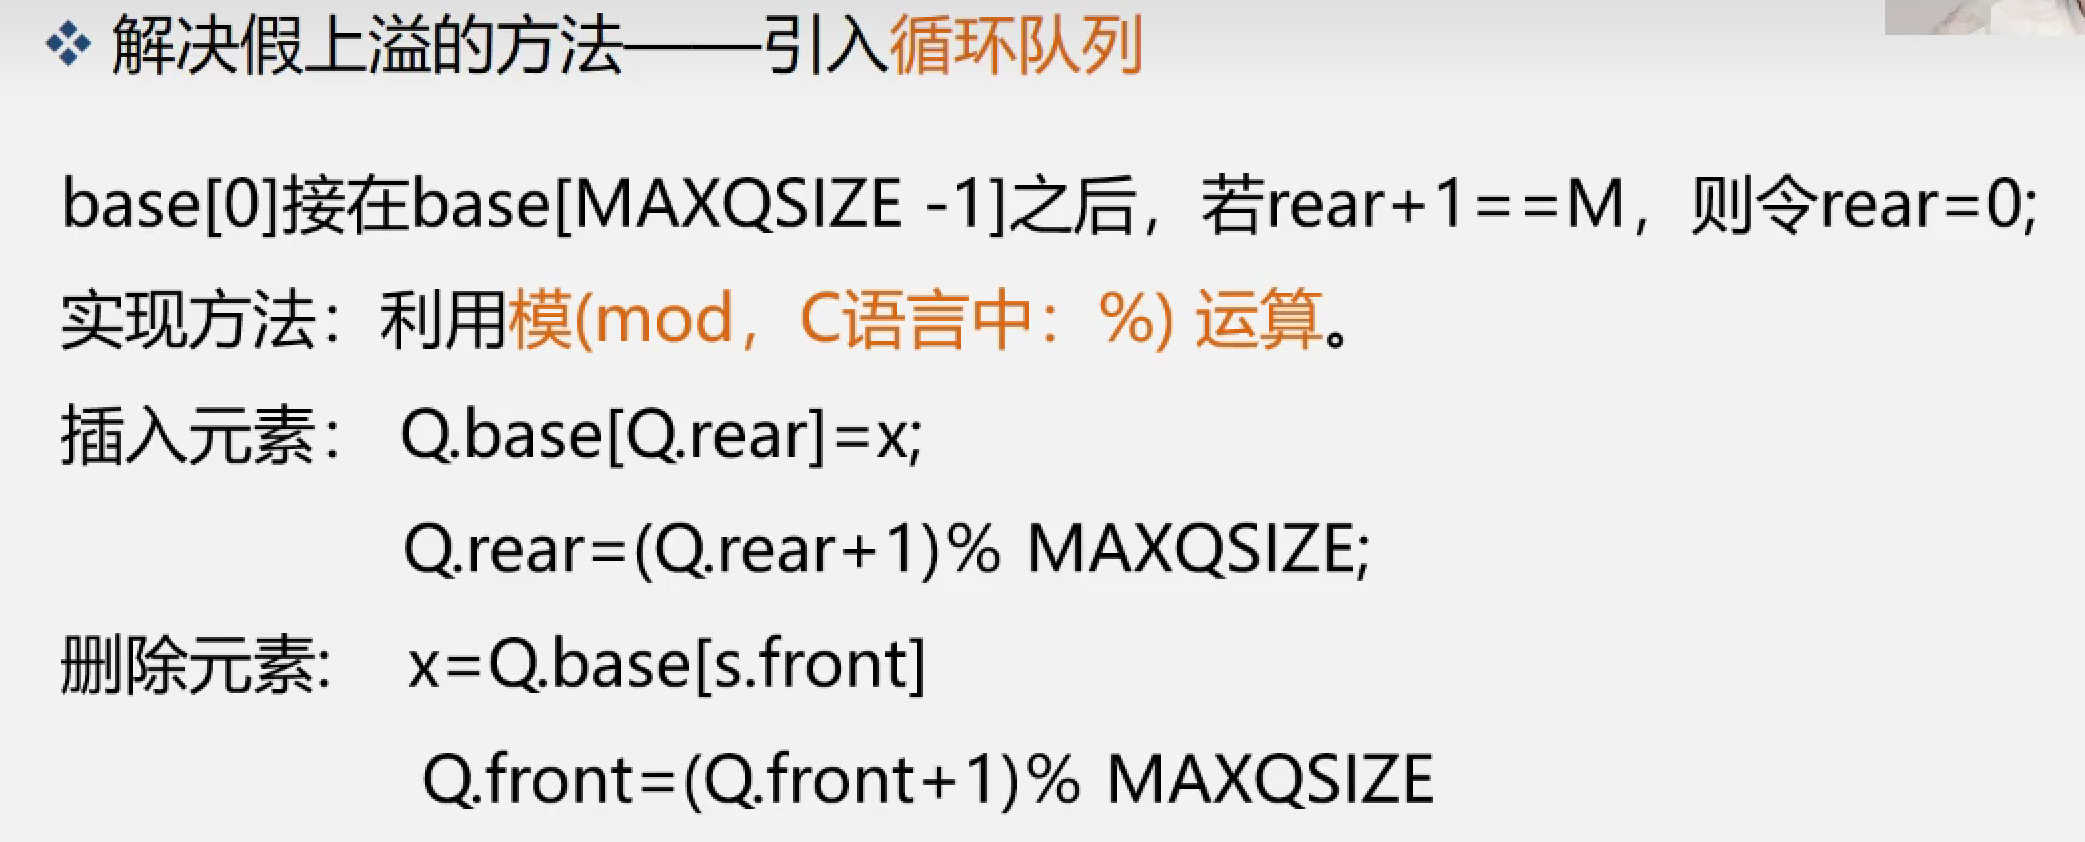 解决假上溢的方法——引入循环队列
base[0]接在base[MAXQSIZE -1]之后，若rear+1==M，则令rear=0;
实现方法：利用模(mod，C语言中：%) 运算。
插入元素： Q.base[Q.rear]=x;
Q.rear=(Q.rear+1)% MAXQSIZE;
删除元素: x=Q.base[s.front]
Q.front=(Q.front+1)% MAXQSIZE